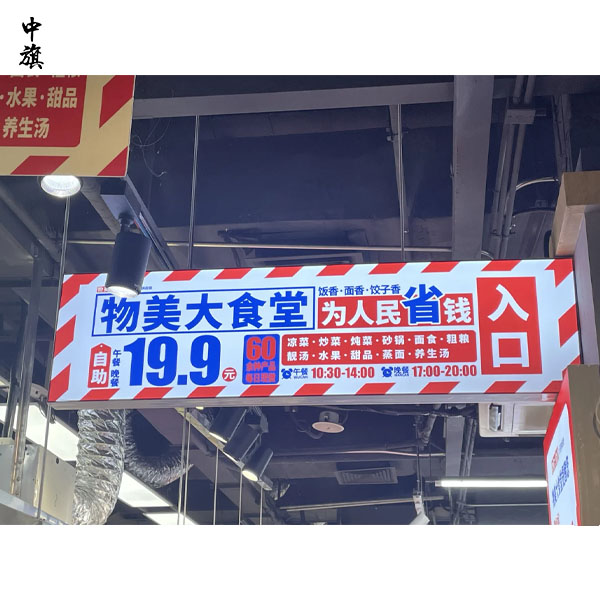 中旗
·水果·甜品
养生汤
物美大食堂
饭香·面香·饺子香
为人民省钱
入口
自助
午餐
晚餐
19.9元
60
凉菜·炒菜·炖菜·砂锅·面食·粗粮
靓汤·水果·甜品·蒸面·养生汤
午餐 10:30-14:00 晚餐 17:00-20:00